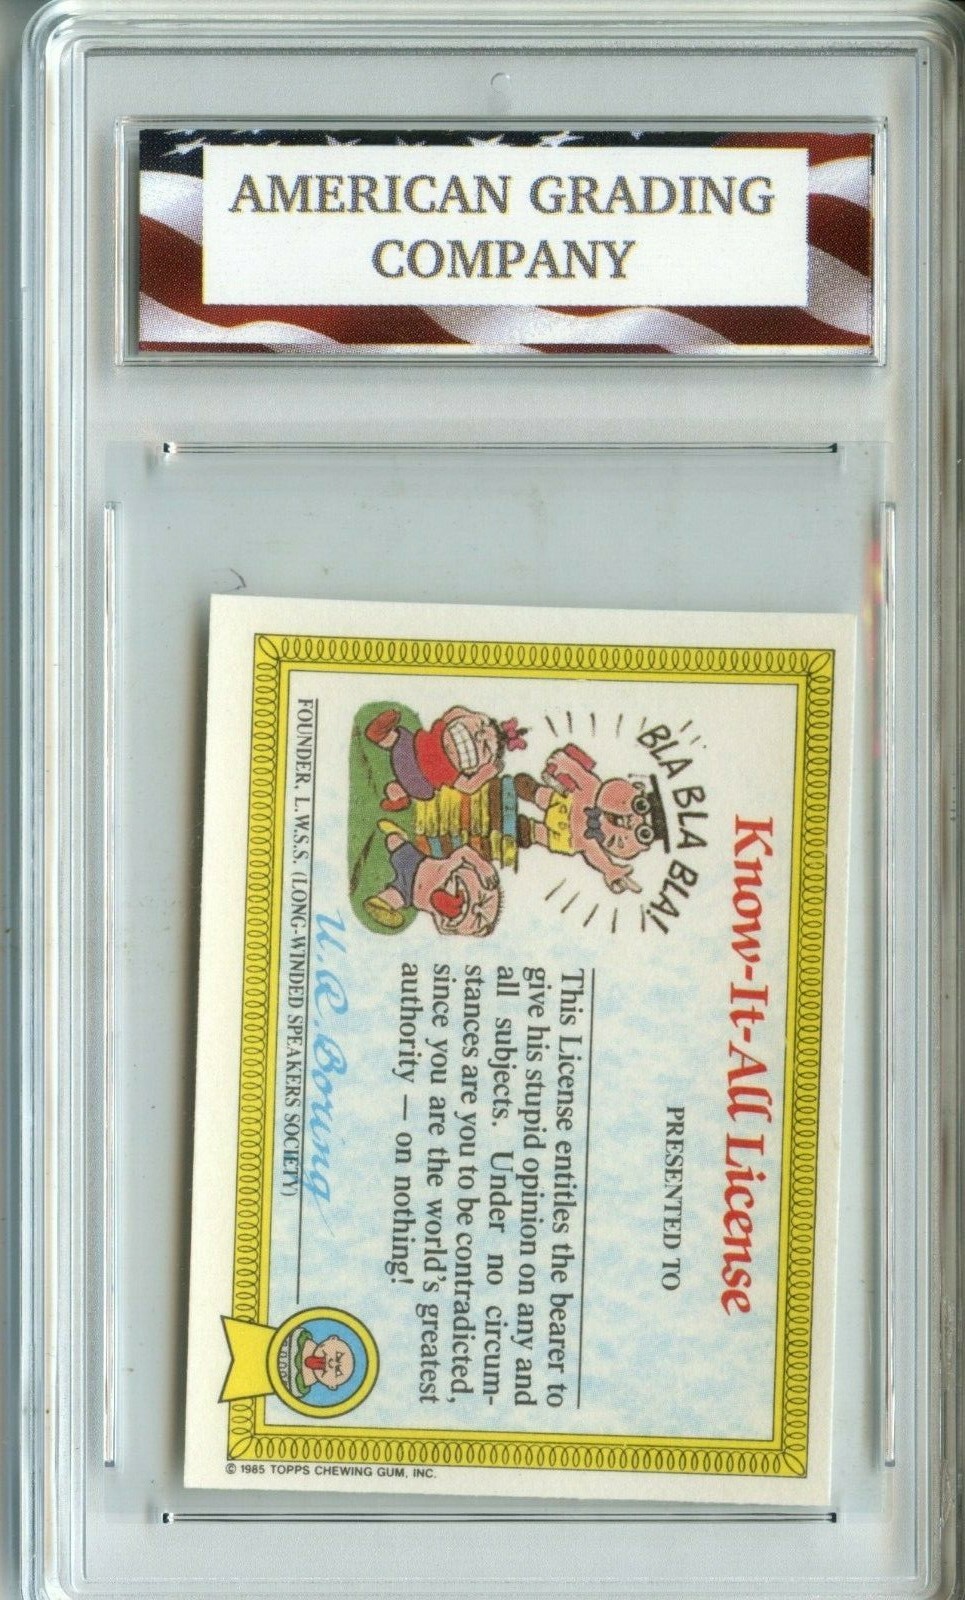 AMERICAN GRADING
COMPANY
Know-It-All License
PRESENTED TO
BLA BLA BLA!
This License entitles the bearer to
give his stupid opinion on any and
all subjects. Under no circum-
stances are you to be contradicted,
since you are the world's greatest
authority — on nothing!
U.R. Boring
FOUNDER, L.W.S.S. (LONG-WINDED SPEAKERS SOCIETY)
© 1985 TOPPS CHEWING GUM, INC.